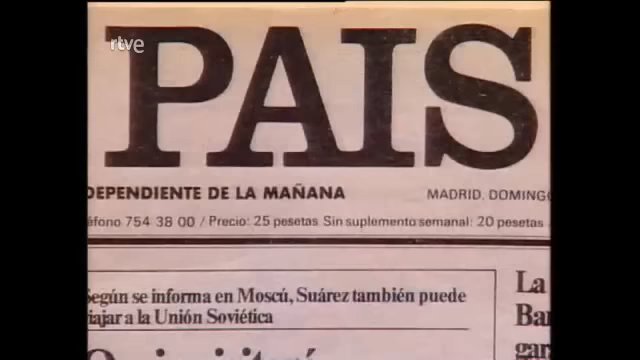 rtve
PAIS
DEPENDIENTE DE LA MAÑANA
MADRID, DOMINGO
éfono 754 38 00 / Precio: 25 pesetas Sin suplemento semanal: 20 pesetas
Según se informa en Moscú, Suárez también puede
viajar a la Unión Soviética
La
Ba
gar